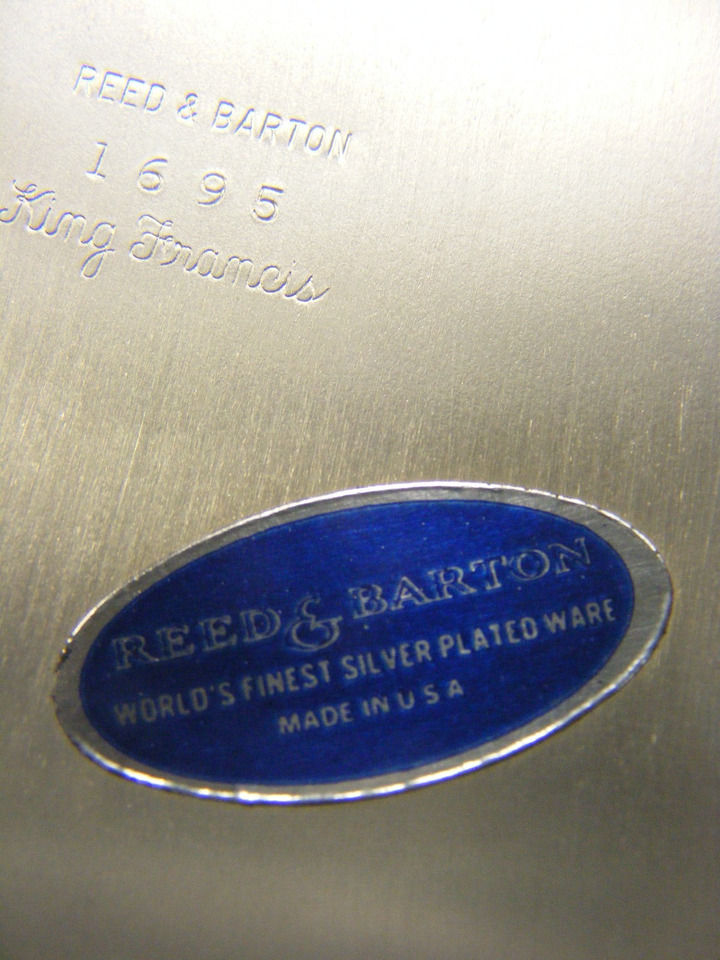 REED & BARTON
1695
King Francis
REED & BARTON
WORLD'S FINEST SILVER PLATED WARE
MADE IN U S A